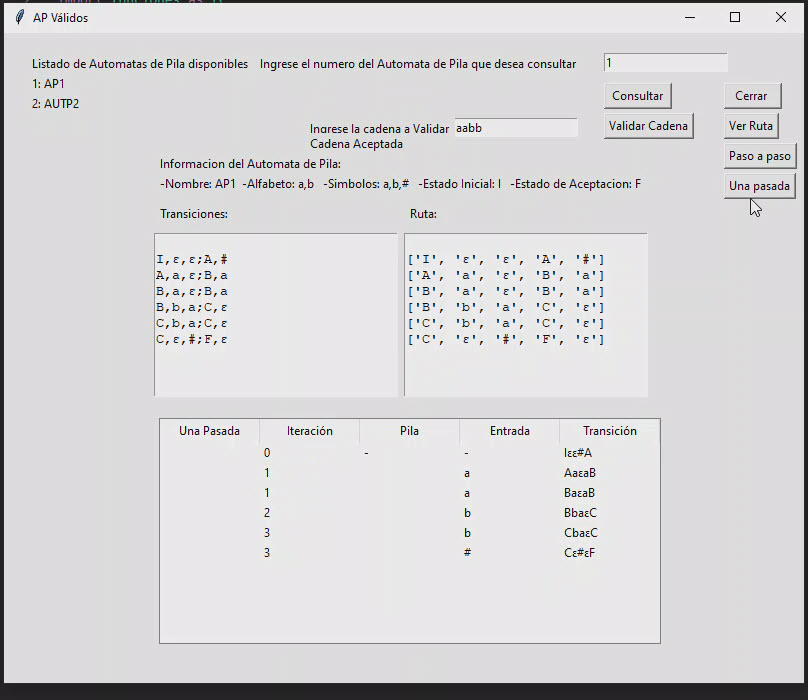 AP Válidos
Listado de Automatas de Pila disponibles Ingrese el numero del Automata de Pila que desea consultar 1
1: AP1
2: AUTP2
Consultar Cerrar
Ingrese la cadena a Validar aabb Validar Cadena Ver Ruta
Cadena Aceptada
Paso a paso
Informacion del Automata de Pila:
-Nombre: AP1 -Alfabeto: a,b -Simbolos: a,b,# -Estado Inicial: I -Estado de Aceptacion: F
Una pasada
Transiciones: Ruta:
I,ε,ε;A,# ['I', 'ε', 'ε', 'A', '#']
A,a,ε;B,a ['A', 'a', 'ε', 'B', 'a']
B,a,ε;B,a ['B', 'a', 'ε', 'B', 'a']
B,b,a;C,ε ['B', 'b', 'a', 'C', 'ε']
C,b,a;C,ε ['C', 'b', 'a', 'C', 'ε']
C,ε,#;F,ε ['C', 'ε', '#', 'F', 'ε']
Una Pasada Iteración Pila Entrada Transición
0 - - Iεε#A
1 a AaεaB
1 a BaεaB
2 b BbaεC
3 b CbaεC
3 # Cε#εF